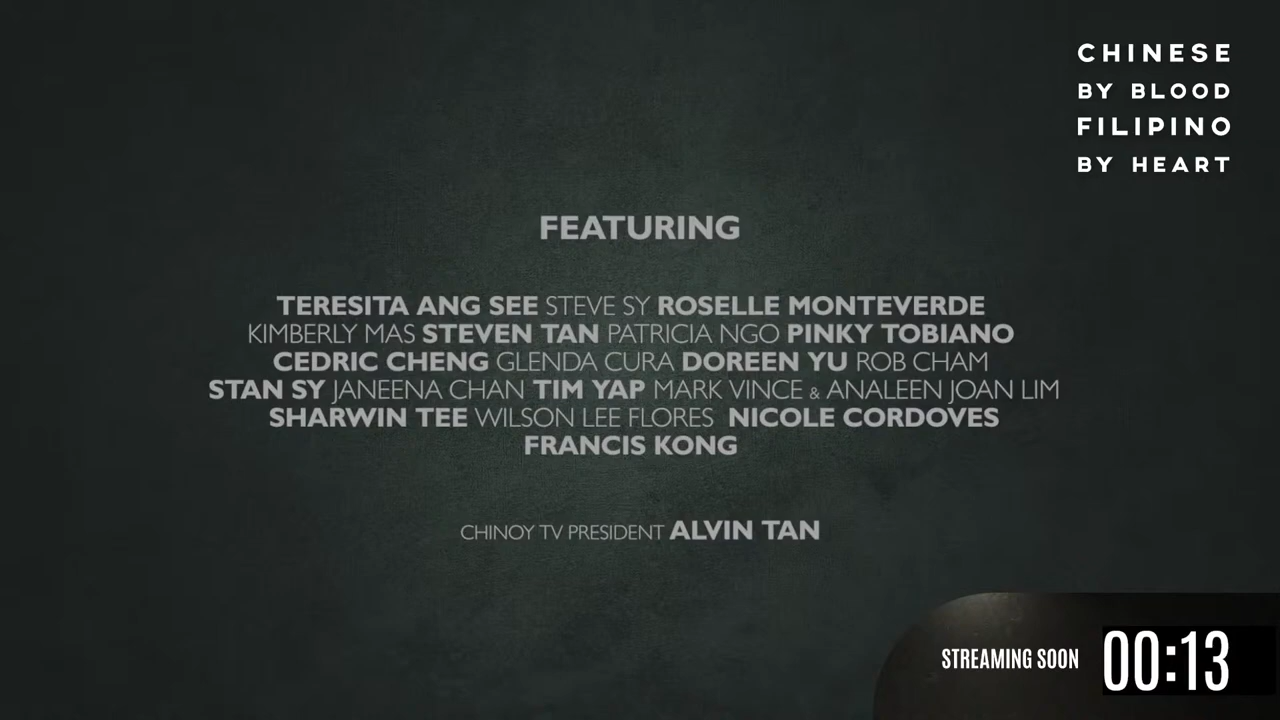 CHINESE
BY BLOOD
FILIPINO
BY HEART
FEATURING
TERESITA ANG SEE STEVE SY ROSELLE MONTEVERDE
KIMBERLY MAS STEVEN TAN PATRICIA NGO PINKY TOBIANO
CEDRIC CHENG GLENDA CURA DOREEN YU ROB CHAM
STAN SY JANEENA CHAN TIM YAP MARK VINCE & ANALEEN JOAN LIM
SHARWIN TEE WILSON LEE FLORES NICOLE CORDOVES
FRANCIS KONG
CHINOY TV PRESIDENT ALVIN TAN
STREAMING SOON 00:13